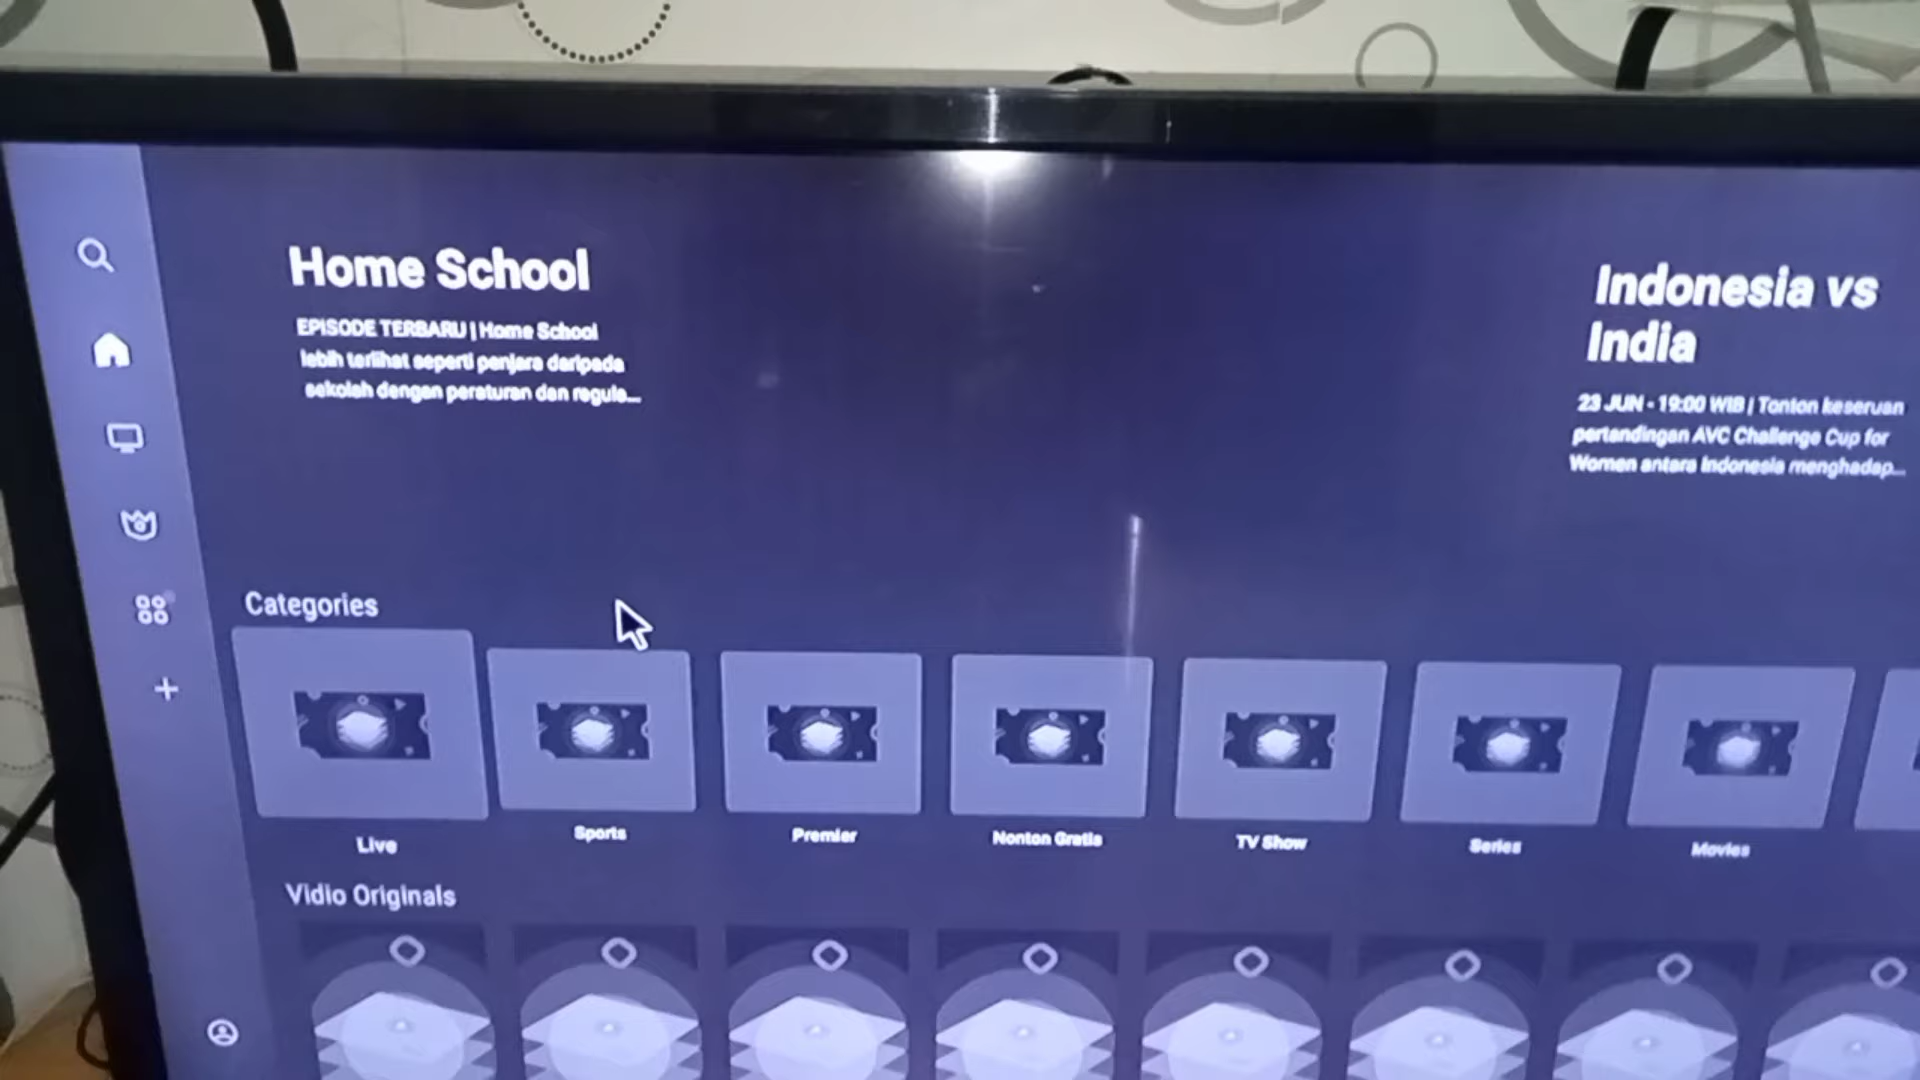 Home School
EPISODE TERBARU | Home School
lebih terlihat seperti penjara daripada
sekolah dengan peraturan dan regula...
Indonesia vs
India
23 JUN - 19:00 WIB | Tonton keseruan
pertandingan AVC Challenge Cup for
Women antara Indonesia menghadap...
Categories
Live
Sports
Premier
Nonton Gratis
TV Show
Series
Movies
Vidio Originals